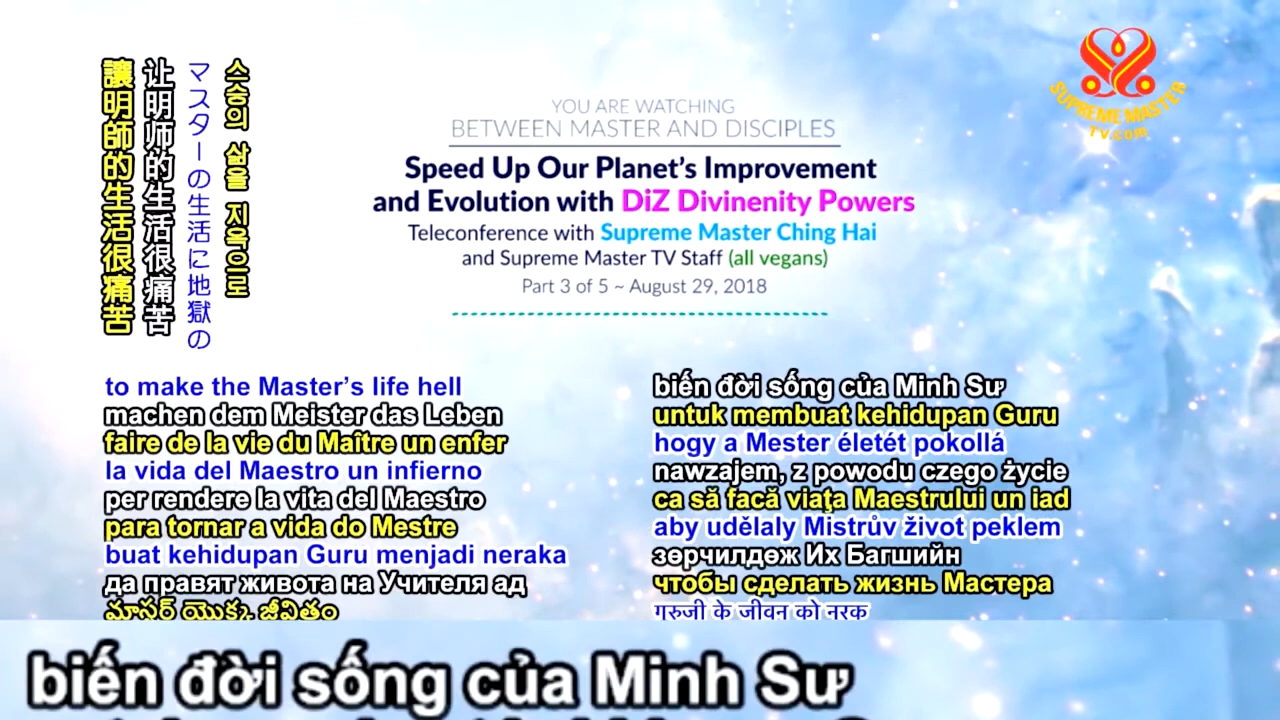 스승의 삶을 지옥으로
マスターの生活に地獄の
让明师的生活很痛苦
讓明師的生活很痛苦
SUPREME MASTER
TV.COM
YOU ARE WATCHING
BETWEEN MASTER AND DISCIPLES
Speed Up Our Planet’s Improvement
and Evolution with DiZ Divinenity Powers
Teleconference with Supreme Master Ching Hai
and Supreme Master TV Staff (all vegans)
Part 3 of 5 ~ August 29, 2018
to make the Master’s life hell
machen dem Meister das Leben
faire de la vie du Maître un enfer
la vida del Maestro un infierno
per rendere la vita del Maestro
para tornar a vida do Mestre
buat kehidupan Guru menjadi neraka
да правят живота на Учителя ад
మాస్టర్ యొక్క జీవితం
biến đời sống của Minh Sư
untuk membuat kehidupan Guru
hogy a Mester életét pokollá
nawzajem, z powodu czego życie
ca să facă viaţa Maestrului un iad
aby udělaly Mistrův život peklem
зөрчилдөж Их Багшийн
чтобы сделать жизнь Мастера
गुरुजी के जीवन को नरक
biến đời sống của Minh Sư